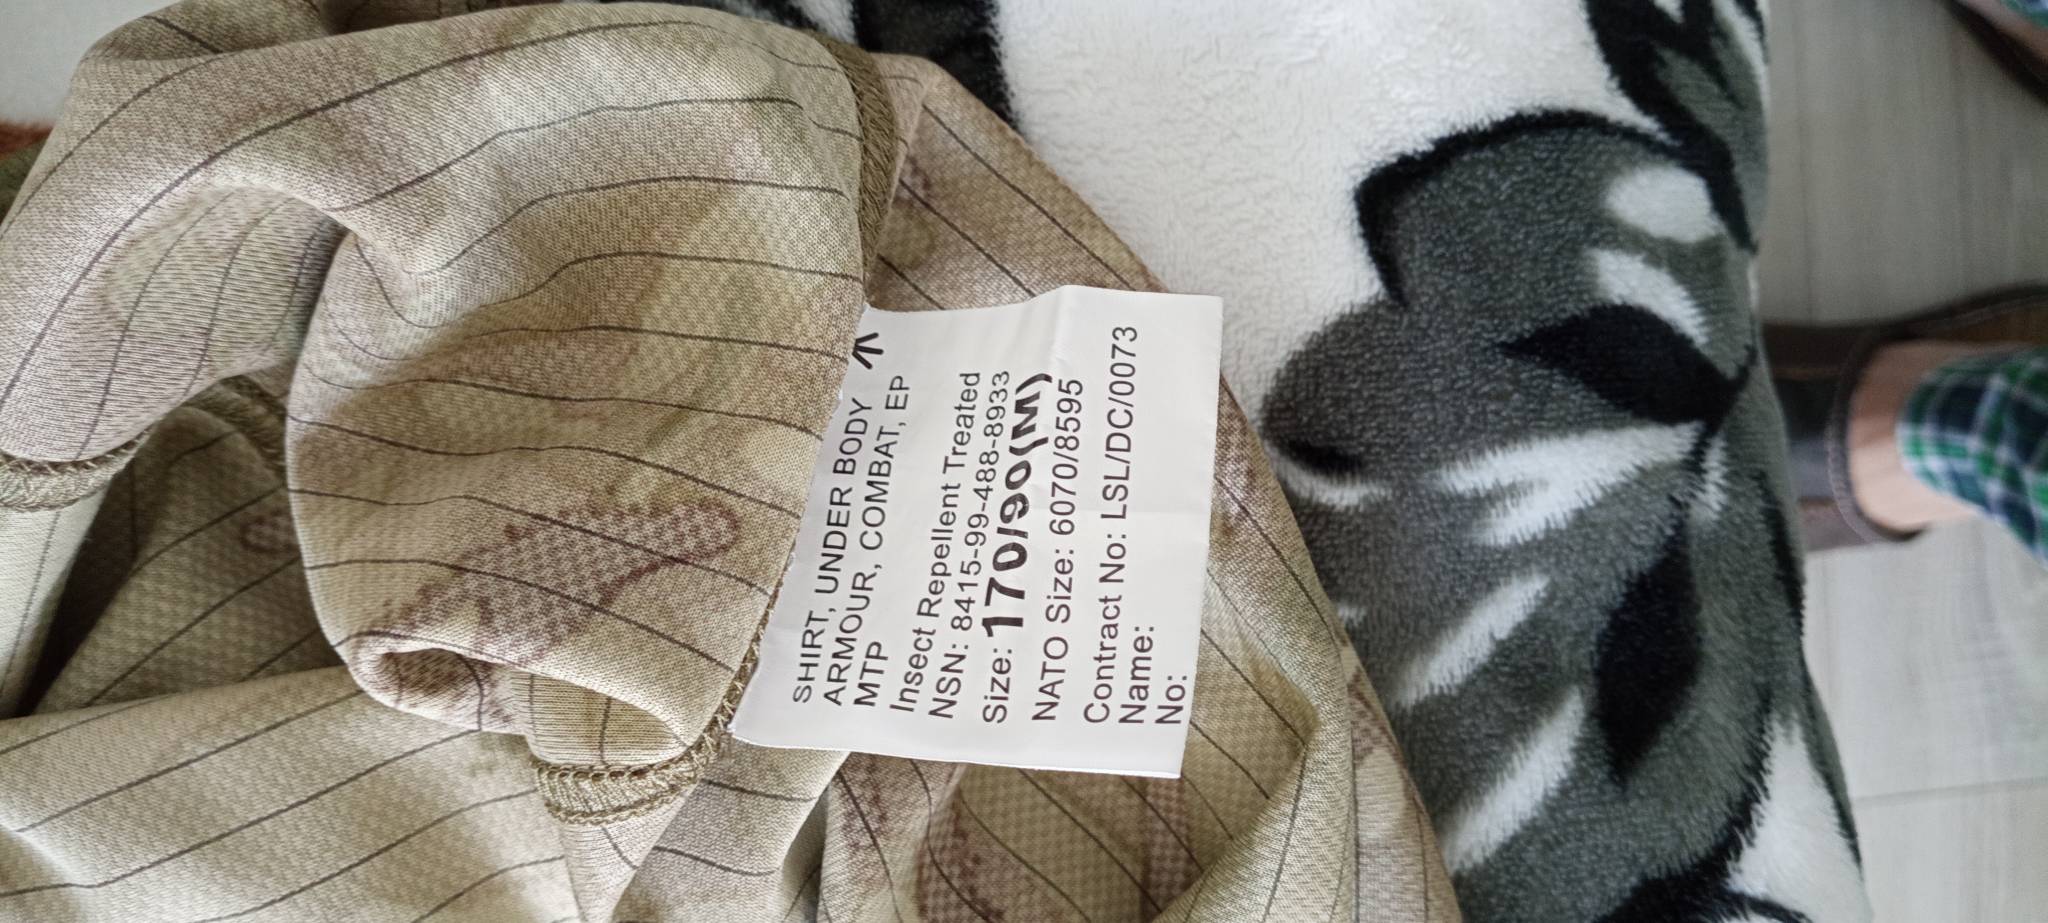 SHIRT, UNDER BODY
ARMOUR, COMBAT, EP
MTP
Insect Repellent Treated
NSN: 8415-99-488-8933
Size: 170/90(M)
NATO Size: 6070/8595
Contract No: LSL/DC/0073
Name:
No: